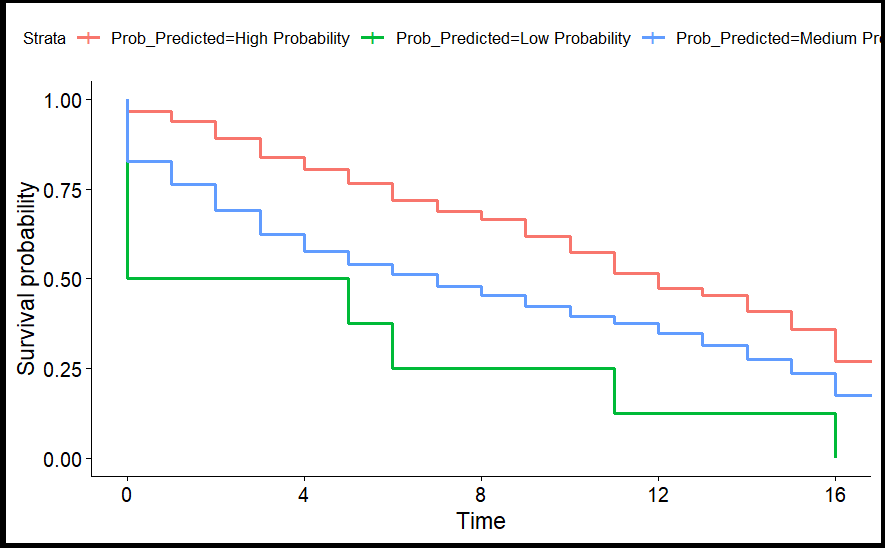 Strata Prob_Predicted=High Probability Prob_Predicted=Low Probability Prob_Predicted=Medium Pr
1.00
0.75
0.50
0.25
0.00
Survival probability
0 4 8 12 16
Time